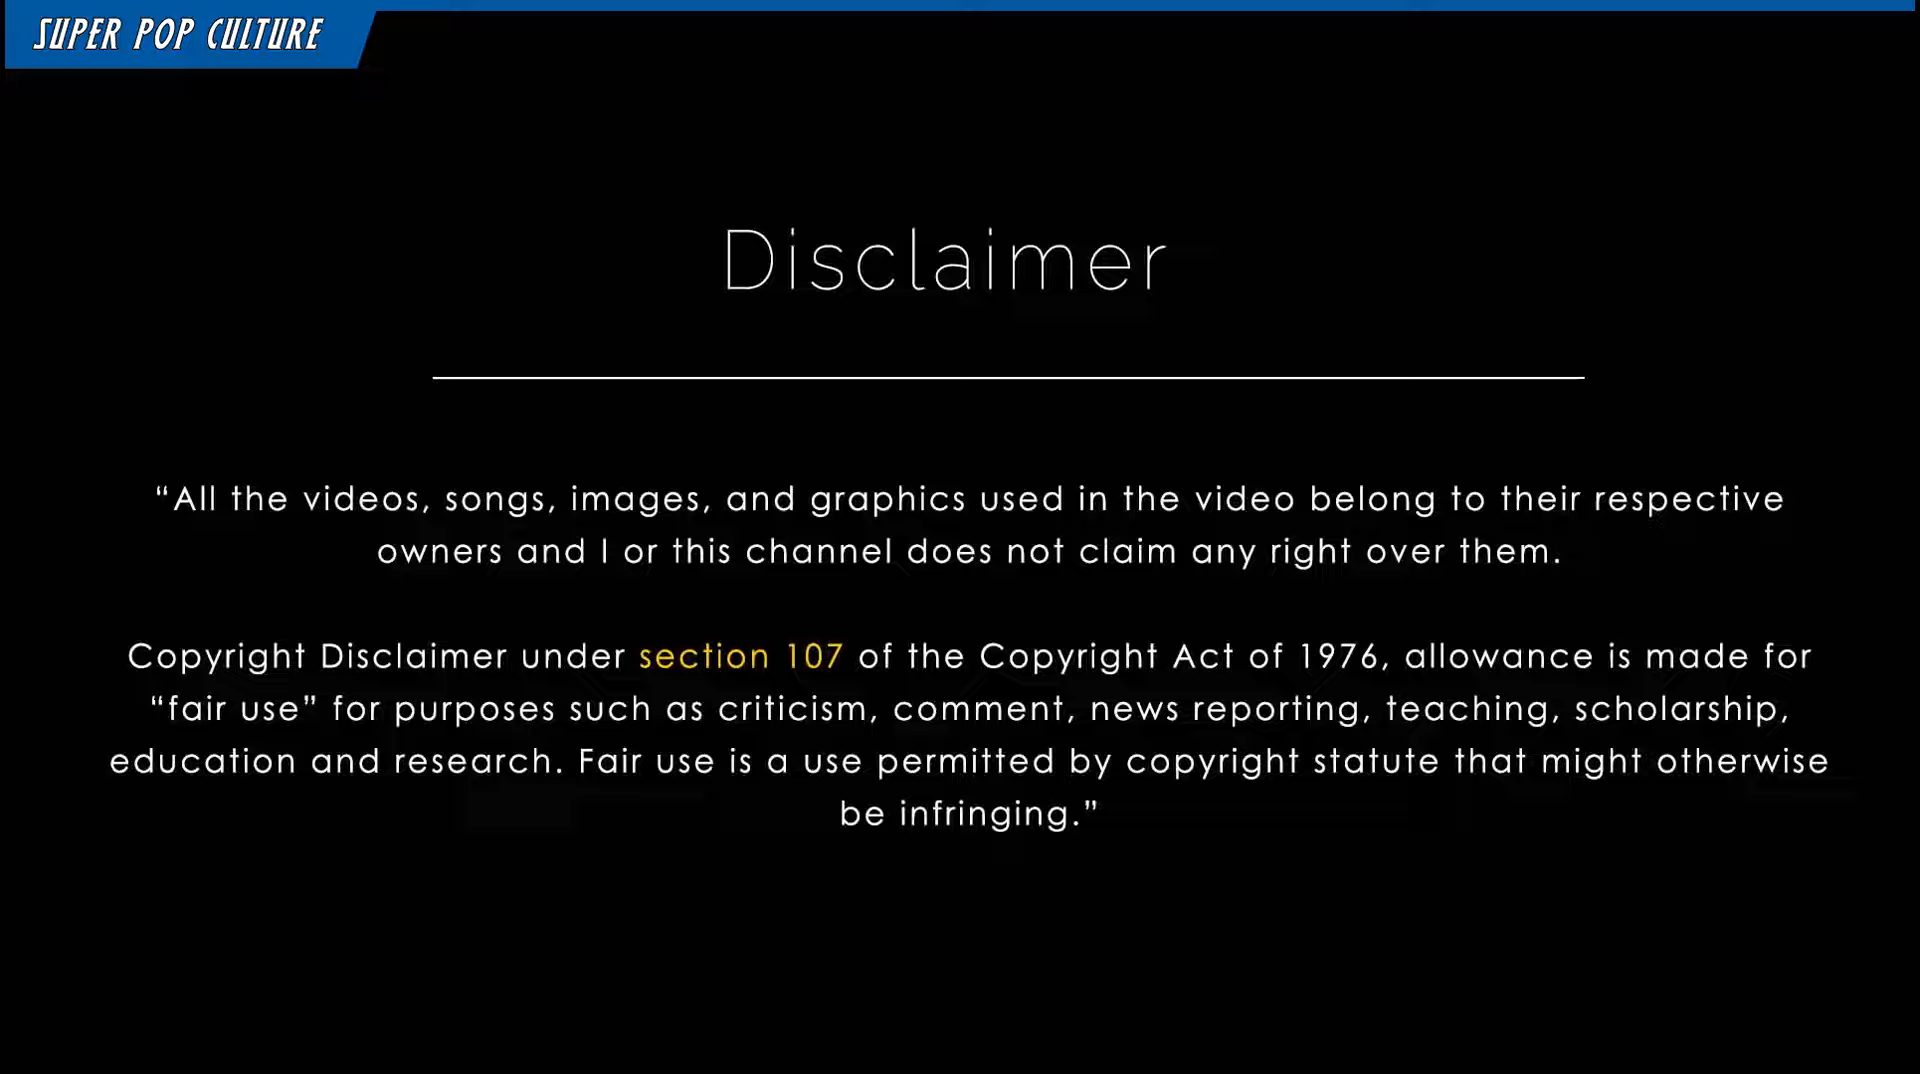 SUPER POP CULTURE
Disclaimer
“All the videos, songs, images, and graphics used in the video belong to their respective
owners and I or this channel does not claim any right over them.
Copyright Disclaimer under section 107 of the Copyright Act of 1976, allowance is made for
“fair use” for purposes such as criticism, comment, news reporting, teaching, scholarship,
education and research. Fair use is a use permitted by copyright statute that might otherwise
be infringing.”